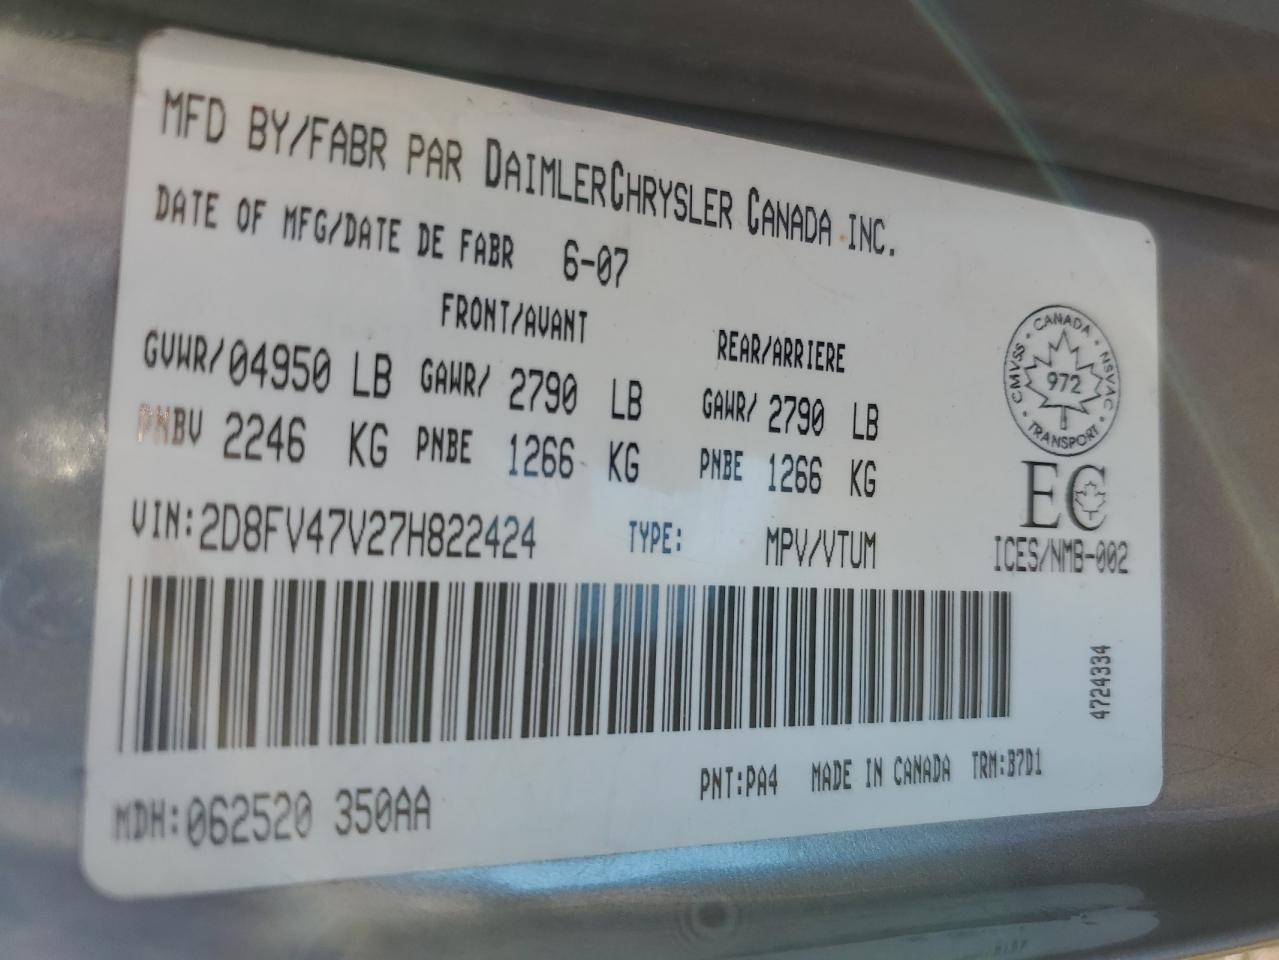 MFD BY/FABR PAR DAIMLERCHRYSLER CANADA INC.
DATE OF MFG/DATE DE FABR 6-07
FRONT/AVANT REAR/ARRIERE
GVWR/04950 LB GAWR/ 2790 LB GAWR/ 2790 LB
PNBV 2246 KG PNBE 1266 KG PNBE 1266 KG
VIN:2D8FV47V27H822424 TYPE: MPV/VTUM
CANADA · NSVAC · TRANSPORT · CMVSS ·
972
EC
ICES/NMB-002
4724334
MDH:062520 350AA PNT:PA4 MADE IN CANADA TRM:B7D1